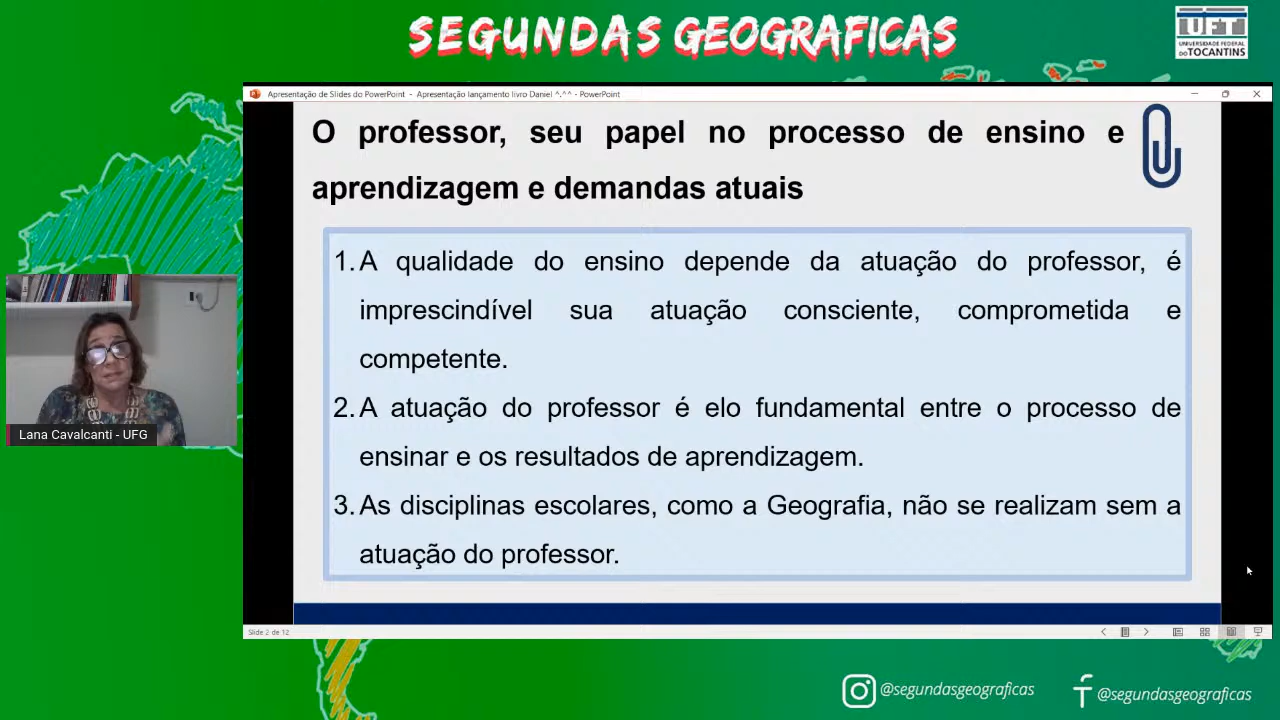 SEGUNDAS GEOGRAFICAS
UFT
UNIVERSIDADE FEDERAL
DO TOCANTINS
Apresentação de Slides do PowerPoint - Apresentação lançamento livro Daniel ^.^^ - PowerPoint
O professor, seu papel no processo de ensino e
aprendizagem e demandas atuais
1. A qualidade do ensino depende da atuação do professor, é
imprescindível sua atuação consciente, comprometida e
competente.
2. A atuação do professor é elo fundamental entre o processo de
ensinar e os resultados de aprendizagem.
3. As disciplinas escolares, como a Geografia, não se realizam sem a
atuação do professor.
Lana Cavalcanti - UFG
Slide 2 de 12
@segundasgeograficas
@segundasgeograficas